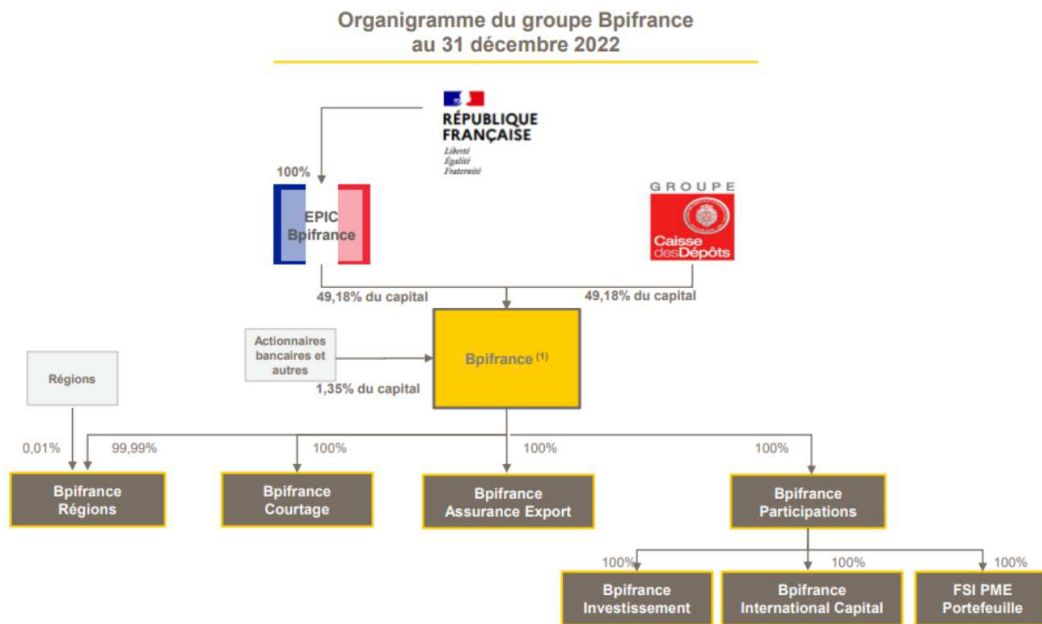 Organigramme du groupe Bpifrance
au 31 décembre 2022
RÉPUBLIQUE
FRANÇAISE
Liberté
Égalité
Fraternité
100%
EPIC
Bpifrance
GROUPE
Caisse
desDépôts
49,18% du capital
49,18% du capital
Actionnaires
bancaires et
autres
Bpifrance (1)
1,35% du capital
Régions
0,01%
99,99%
100%
100%
100%
Bpifrance
Régions
Bpifrance
Courtage
Bpifrance
Assurance Export
Bpifrance
Participations
100%
100%
100%
Bpifrance
Investissement
Bpifrance
International Capital
FSI PME
Portefeuille